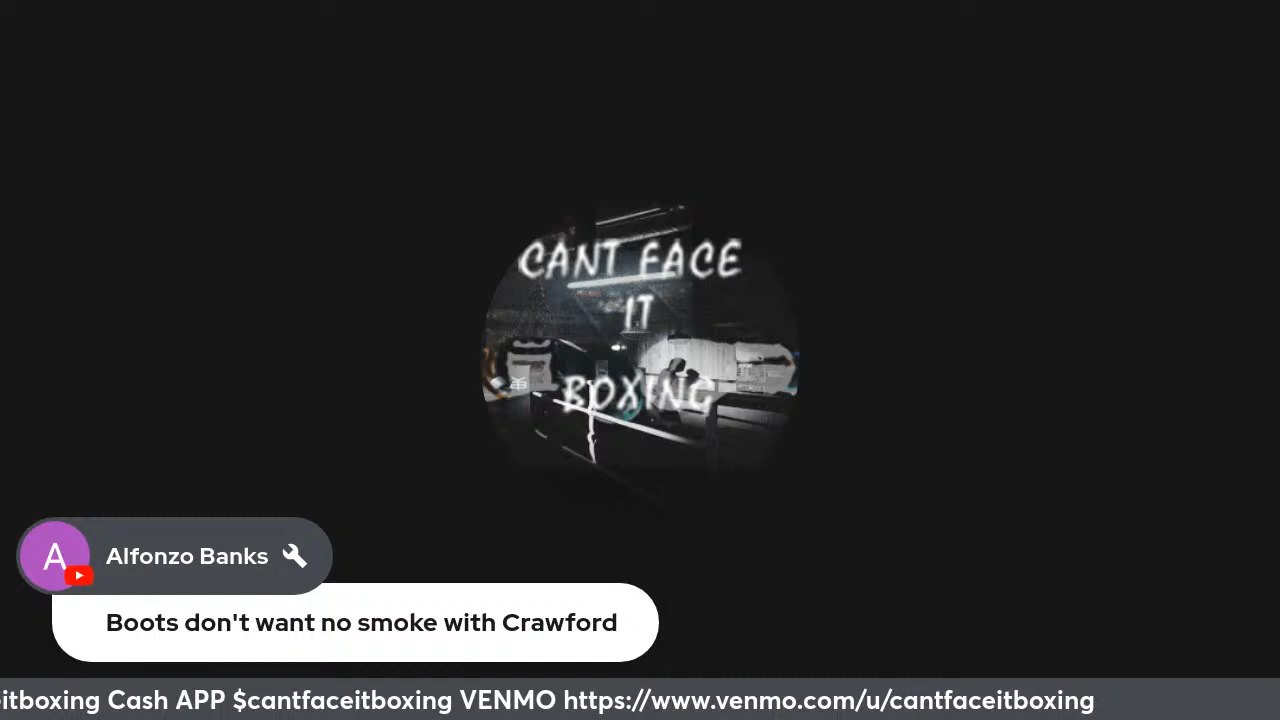 CANT FACE
IT
BOXING
A
Alfonzo Banks
Boots don't want no smoke with Crawford
itboxing Cash APP $cantfaceitboxing VENMO https://www.venmo.com/u/cantfaceitboxing